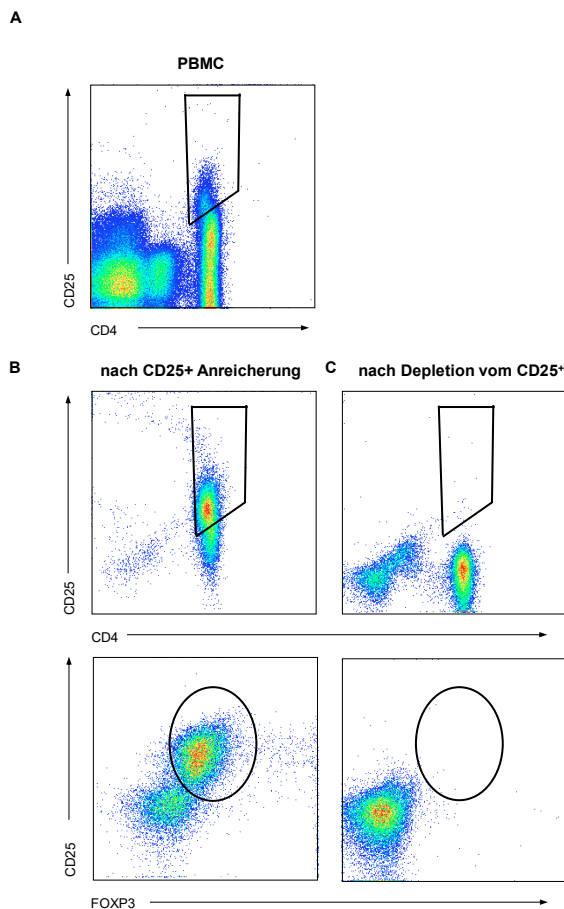 A
PBMC
CD25
CD4
B
nach CD25+ Anreicherung
C
nach Depletion vom CD25⁺
CD25
CD4
CD25
FOXP3